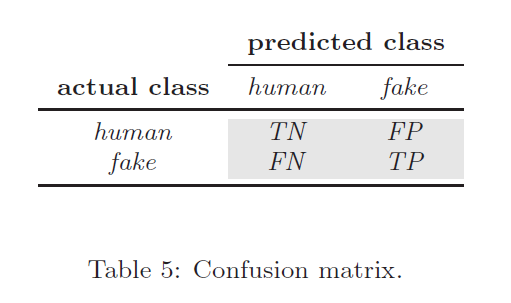 predicted class
actual class human fake
human TN FP
fake FN TP
Table 5: Confusion matrix.